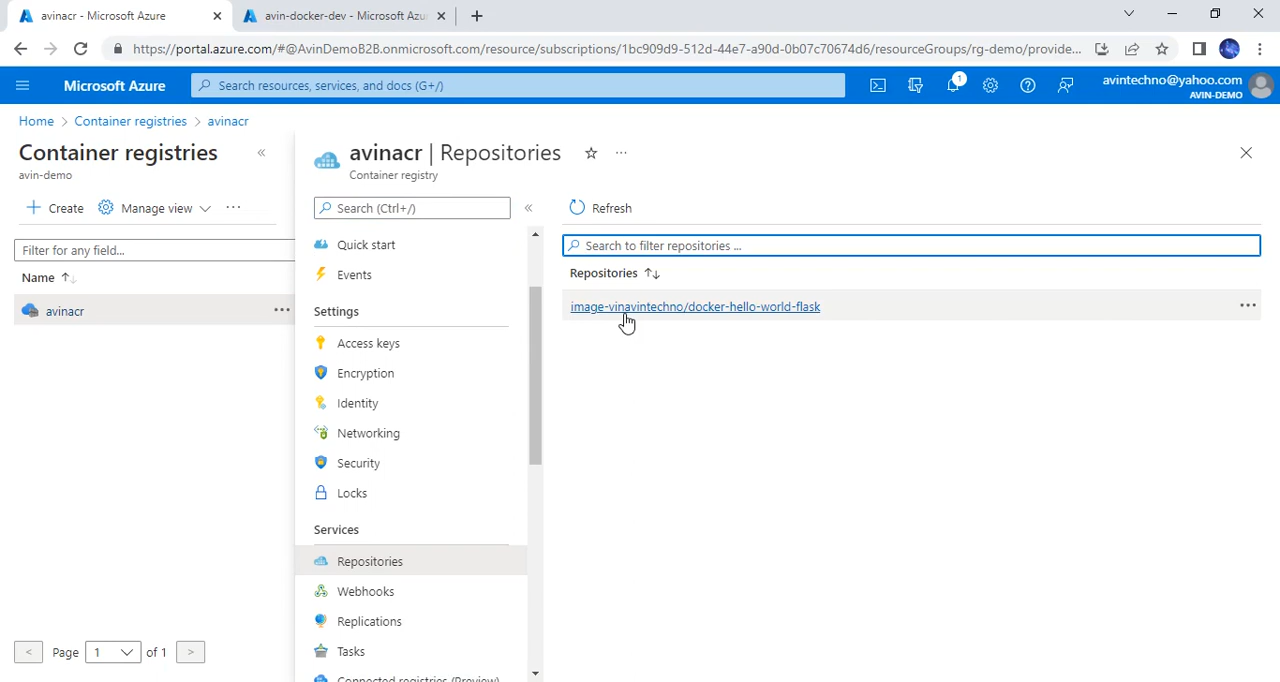 avinacr - Microsoft Azure
avin-docker-dev - Microsoft Azu
https://portal.azure.com/#@AvinDemoB2B.onmicrosoft.com/resource/subscriptions/1bc909d9-512d-44e7-a90d-0b07c70674d6/resourceGroups/rg-demo/provide...
Microsoft Azure
Search resources, services, and docs (G+/)
1
avintechno@yahoo.com
AVIN-DEMO
Home > Container registries > avinacr
Container registries «
avin-demo
+ Create Manage view ...
Filter for any field...
Name ↑↓
avinacr ...
Page 1 of 1
avinacr | Repositories ...
Container registry
Search (Ctrl+/) «
Quick start
Events
Settings
Access keys
Encryption
Identity
Networking
Security
Locks
Services
Repositories
Webhooks
Replications
Tasks
Connected registries (Preview)
Refresh
Search to filter repositories ...
Repositories ↑↓
image-vinavintechno/docker-hello-world-flask ...